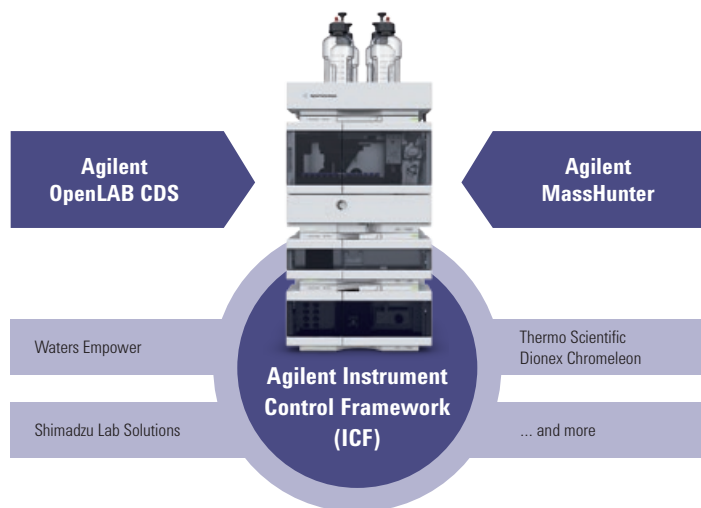 Agilent
OpenLAB CDS
Agilent
MassHunter
Waters Empower
Thermo Scientific
Dionex Chromeleon
Agilent Instrument
Control Framework
(ICF)
Shimadzu Lab Solutions
... and more